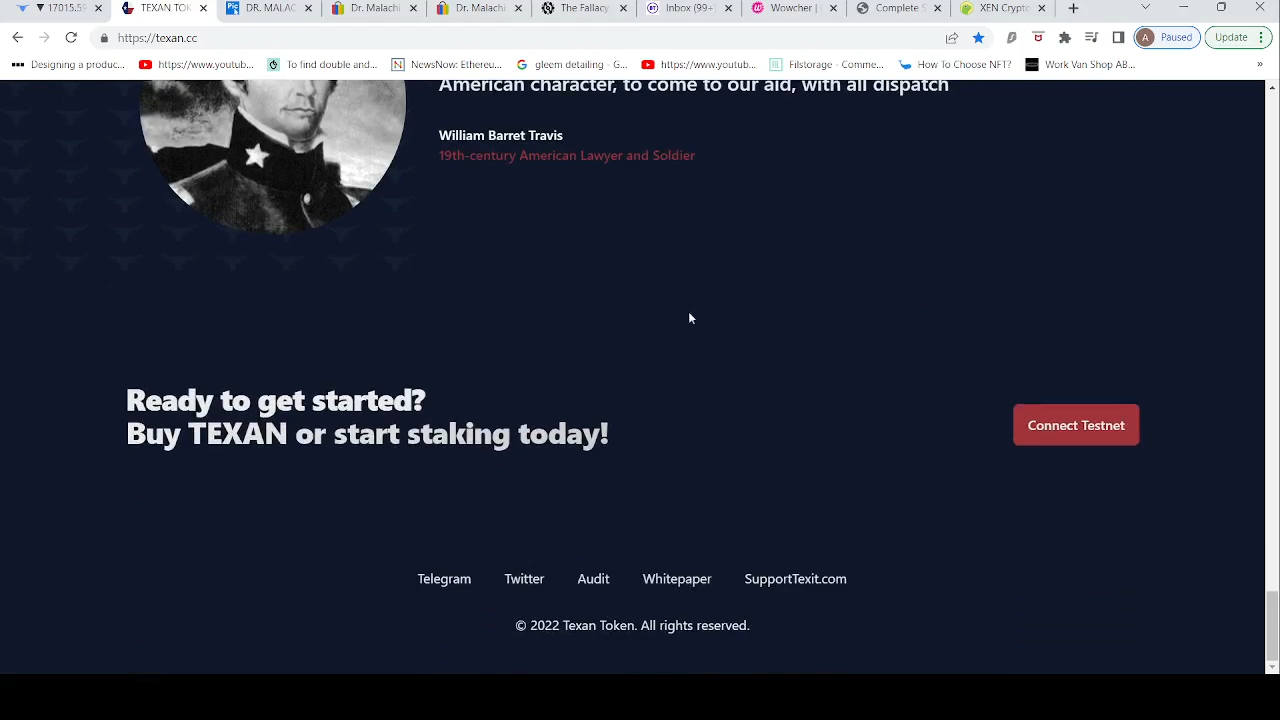 17015.59
TEXAN TOK
DR. MALAC
Dr. Malachi
Dr. Malachi
The Fallacy
Inbox (99+)
Wowcher |
Complete S
XEN Crypto
https://texan.cc
A Paused
Update
Designing a produc...
https://www.youtub...
To find double and...
NewsNow: Ethereu...
gleem detailing - G...
https://www.youtub...
Filstorage - Comme...
How To Choose NFT?
Work Van Shop AB...
»
American character, to come to our aid, with all dispatch
William Barret Travis
19th-century American Lawyer and Soldier
Ready to get started?
Buy TEXAN or start staking today!
Connect Testnet
Telegram
Twitter
Audit
Whitepaper
SupportTexit.com
© 2022 Texan Token. All rights reserved.